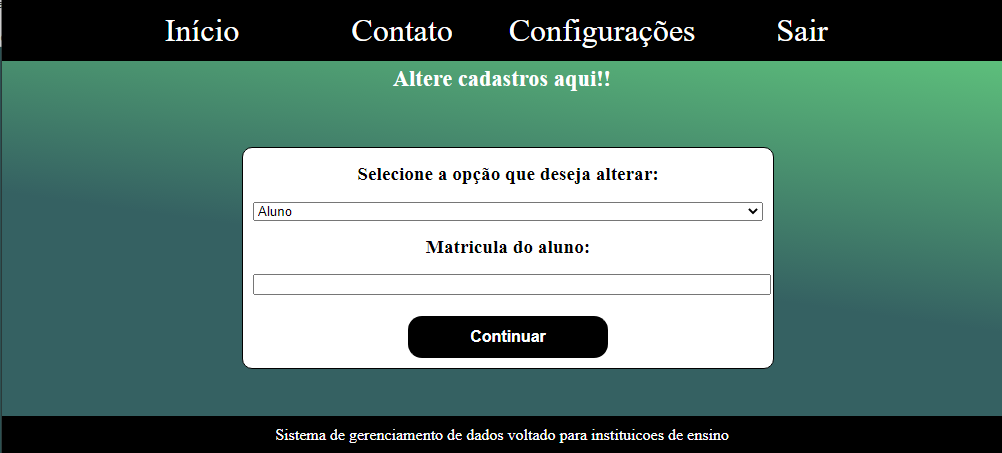 Início Contato Configurações Sair
Altere cadastros aqui!!
Selecione a opção que deseja alterar:
Aluno
Matricula do aluno:
Continuar
Sistema de gerenciamento de dados voltado para instituicoes de ensino